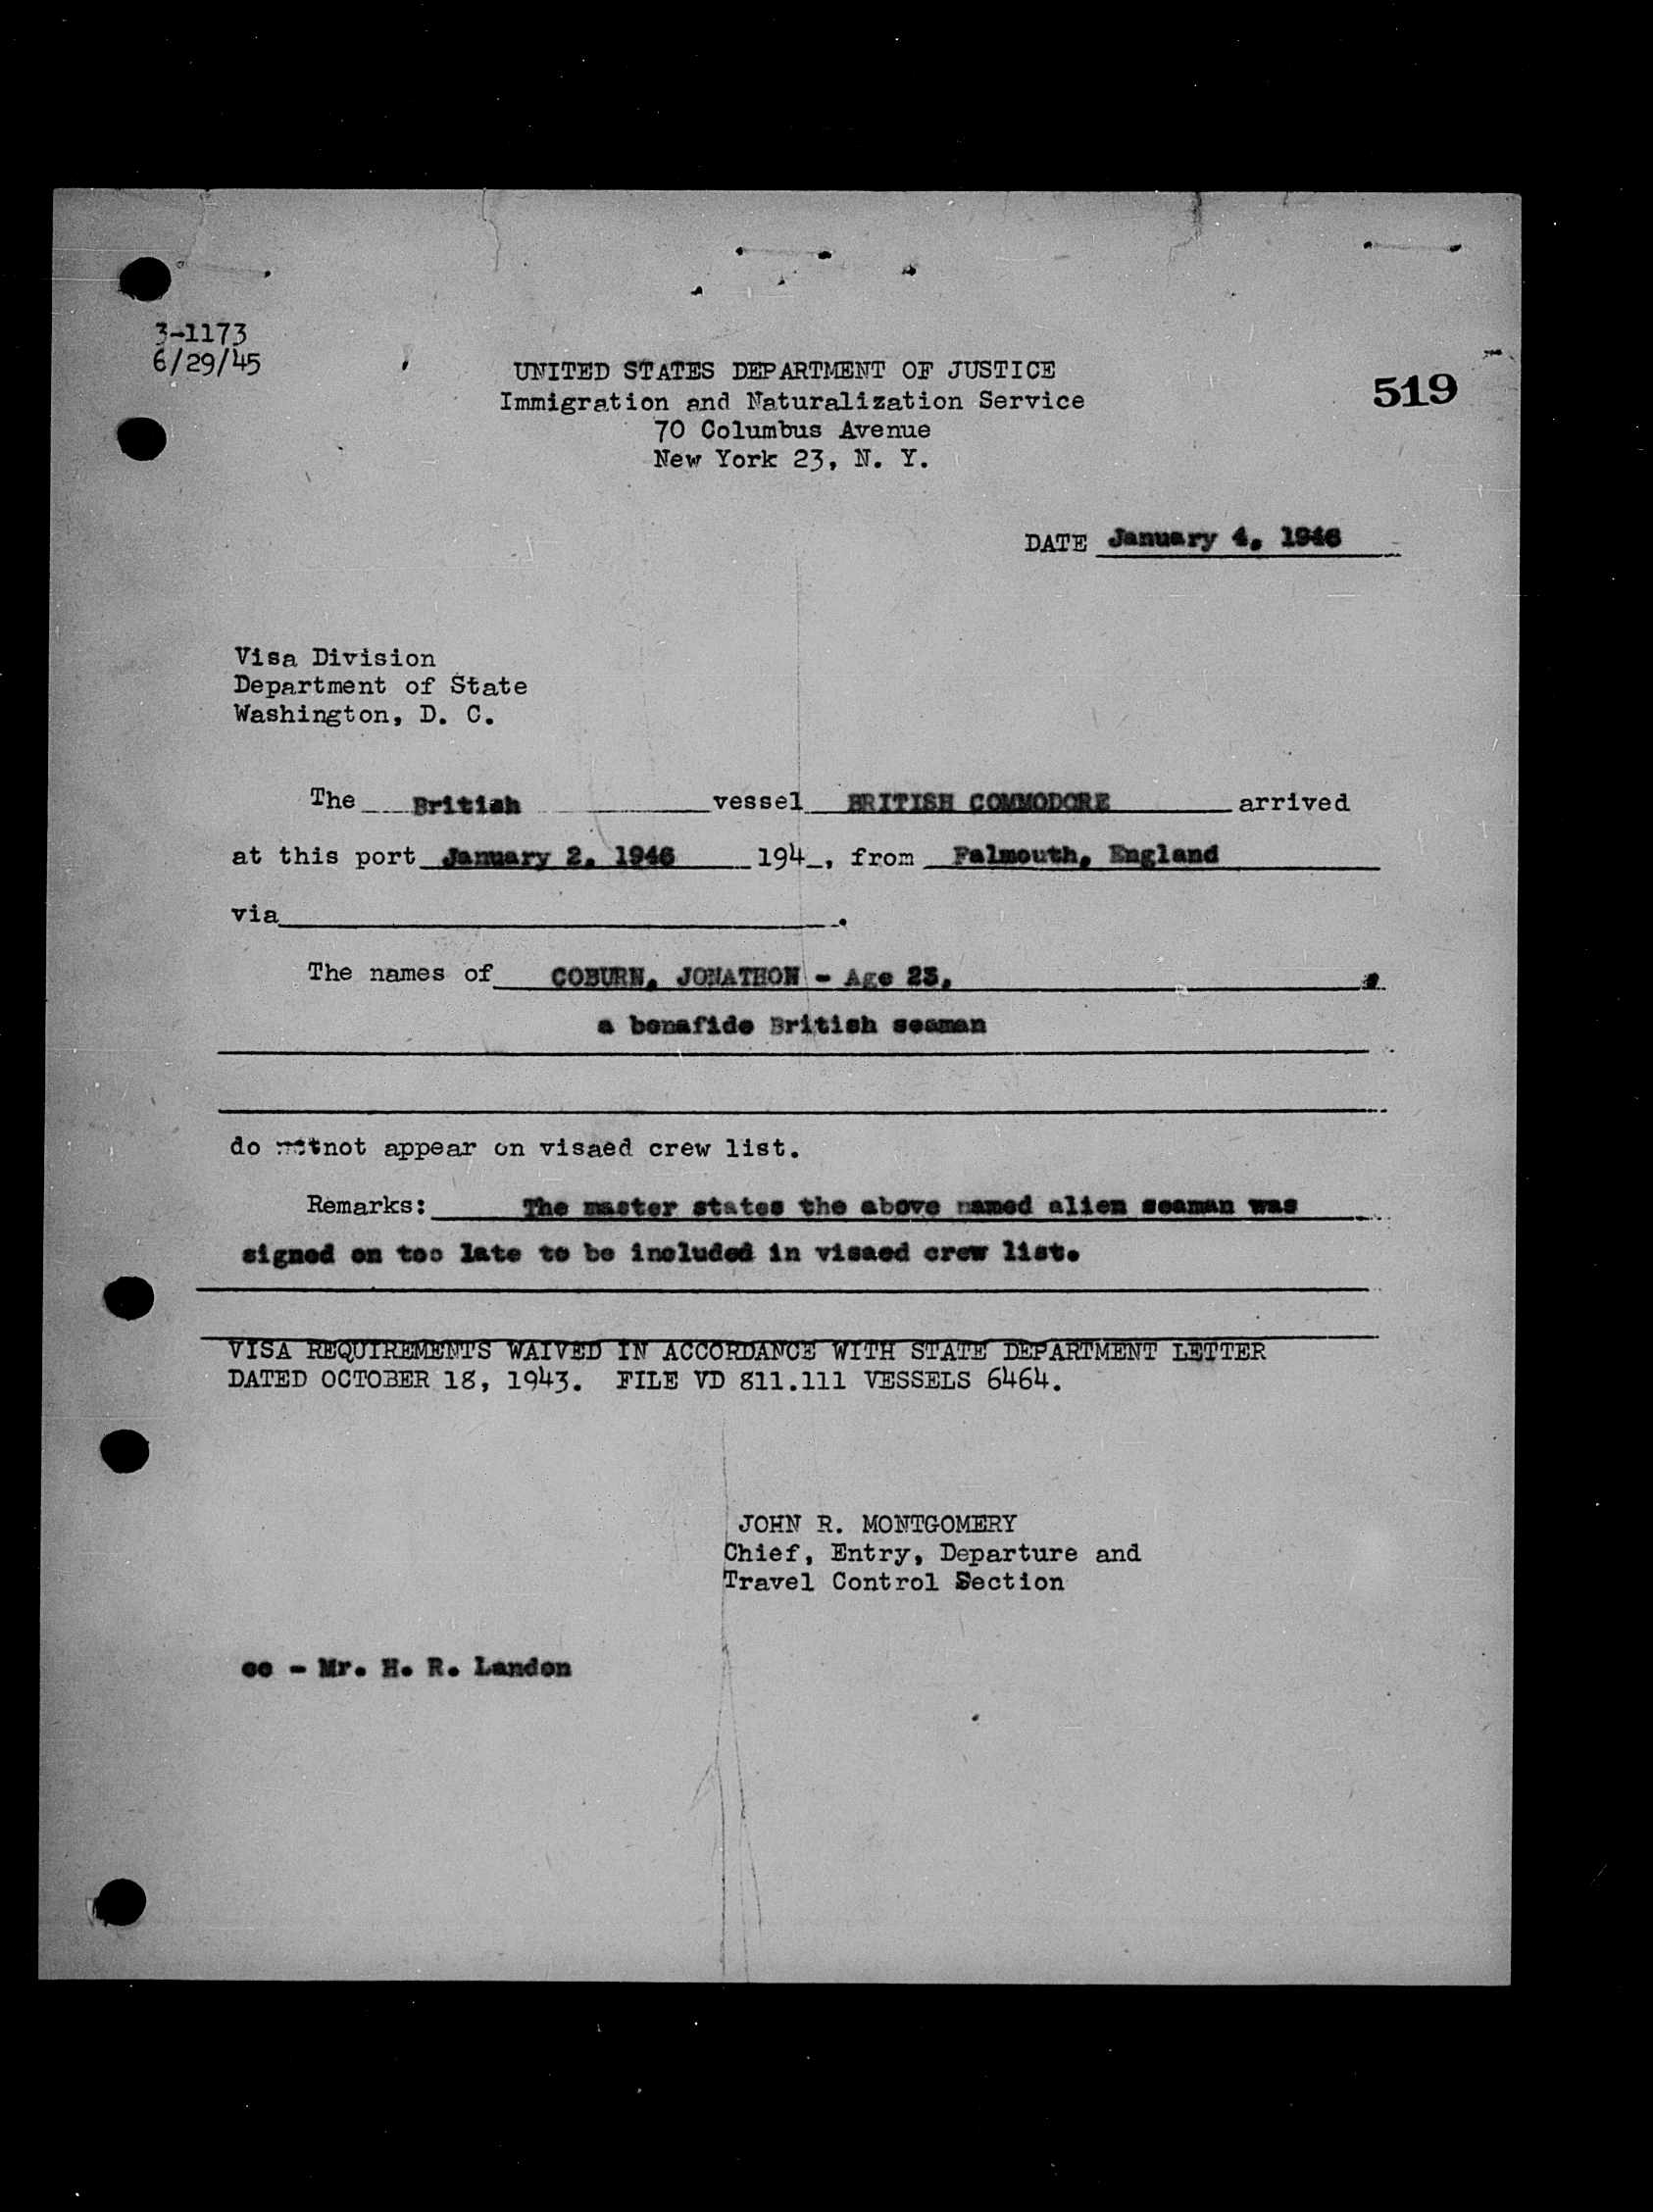 3-1173
6/29/45
UNITED STATES DEPARTMENT OF JUSTICE
Immigration and Naturalization Service
70 Columbus Avenue
New York 23, N. Y.
519
DATE January 4, 1946
Visa Division
Department of State
Washington, D. C.
The British vessel BRITISH COMMODORE arrived
at this port January 2, 1946 194_, from Falmouth, England
via .
The names of COBURN, JONATHON - Age 23,
a bonafide British seaman
do not appear on visaed crew list.
Remarks: The master states the above named alien seaman was
signed on too late to be included in visaed crew list.
VISA REQUIREMENTS WAIVED IN ACCORDANCE WITH STATE DEPARTMENT LETTER
DATED OCTOBER 18, 1943. FILE VD 811.111 VESSELS 6464.
JOHN R. MONTGOMERY
Chief, Entry, Departure and
Travel Control Section
cc - Mr. H. R. Landon